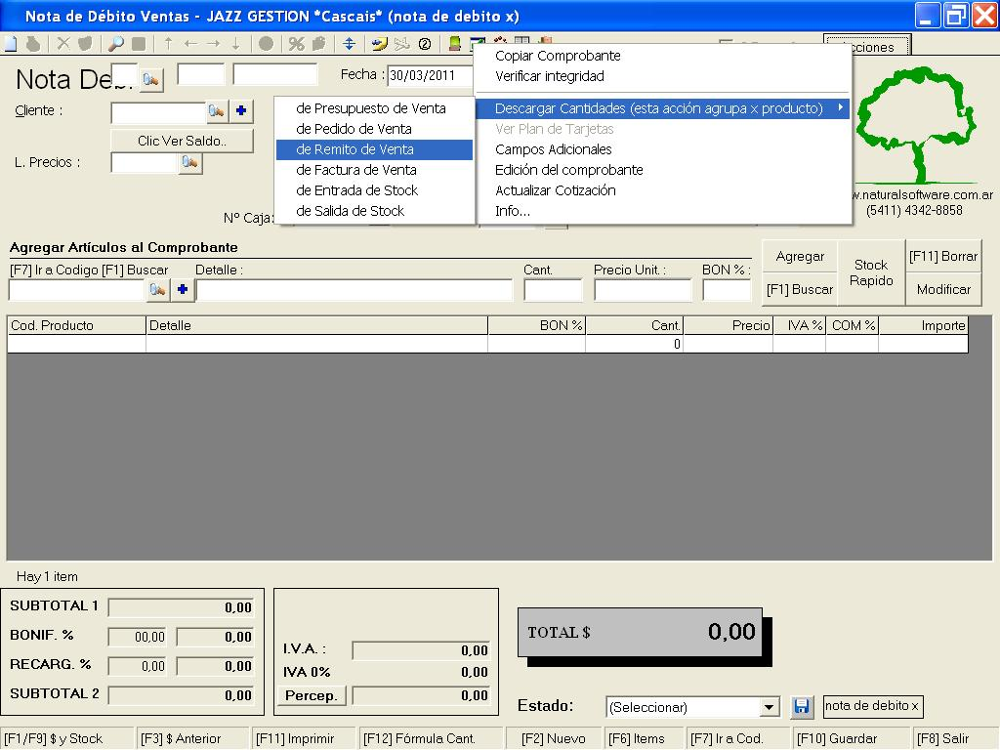 Nota de Débito Ventas - JAZZ GESTION *Cascais* (nota de debito x)
Acciones
Copiar Comprobante
Verificar integridad
Descargar Cantidades (esta acción agrupa x producto)
Ver Plan de Tarjetas
Campos Adicionales
Edición del comprobante
Actualizar Cotización
Info...
de Presupuesto de Venta
de Pedido de Venta
de Remito de Venta
de Factura de Venta
de Entrada de Stock
de Salida de Stock
Nota Deb.
Fecha : 30/03/2011
Cliente :
Clic Ver Saldo..
L. Precios :
Nº Caja:
w.naturalsoftware.com.ar
(5411) 4342-8858
Agregar Artículos al Comprobante
[F7] Ir a Codigo [F1] Buscar Detalle : Cant. Precio Unit. : BON % :
Agregar
[F1] Buscar
Stock Rapido
[F11] Borrar
Modificar
Cod. Producto Detalle BON % Cant. Precio IVA % COM % Importe
0
Hay 1 item
SUBTOTAL 1 0,00
BONIF. % 00,00 0,00
RECARG. % 0,00 0,00
SUBTOTAL 2 0,00
I.V.A. : 0,00
IVA 0% 0,00
Percep. 0,00
TOTAL $ 0,00
Estado: (Seleccionar) nota de debito x
[F1/F9] $ y Stock [F3] $ Anterior [F11] Imprimir [F12] Fórmula Cant. [F2] Nuevo [F6] Items [F7] Ir a Cod. [F10] Guardar [F8] Salir